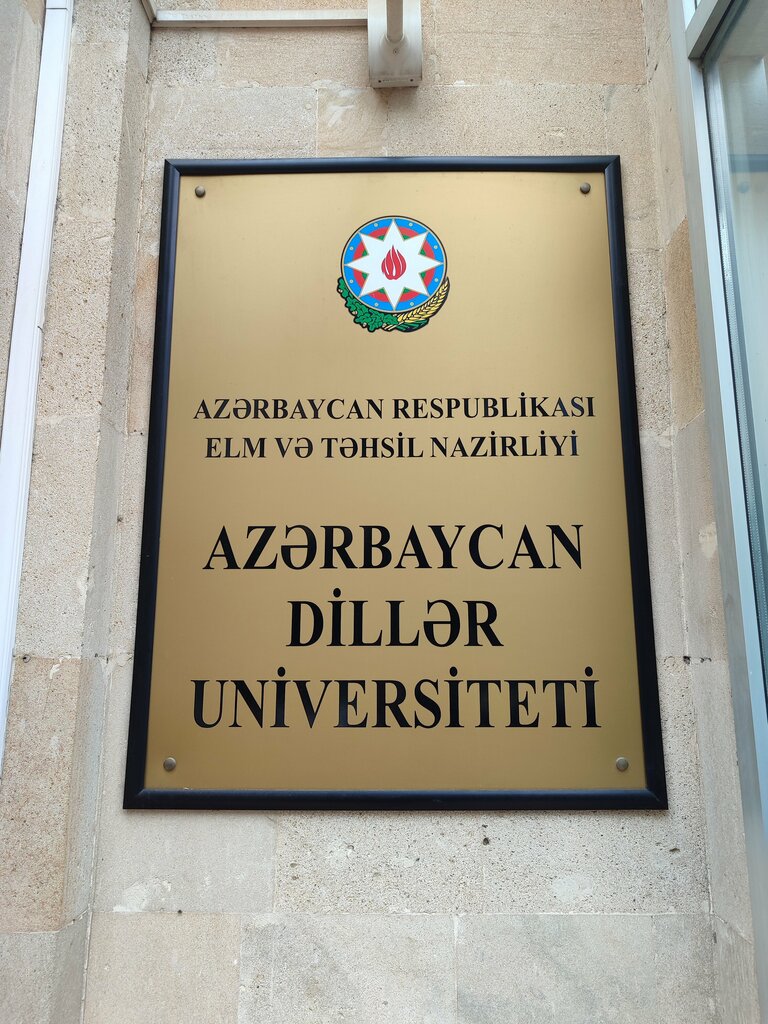 AZƏRBAYCAN RESPUBLİKASI
ELM VƏ TƏHSİL NAZİRLİYİ
AZƏRBAYCAN
DİLLƏR
UNİVERSİTETİ